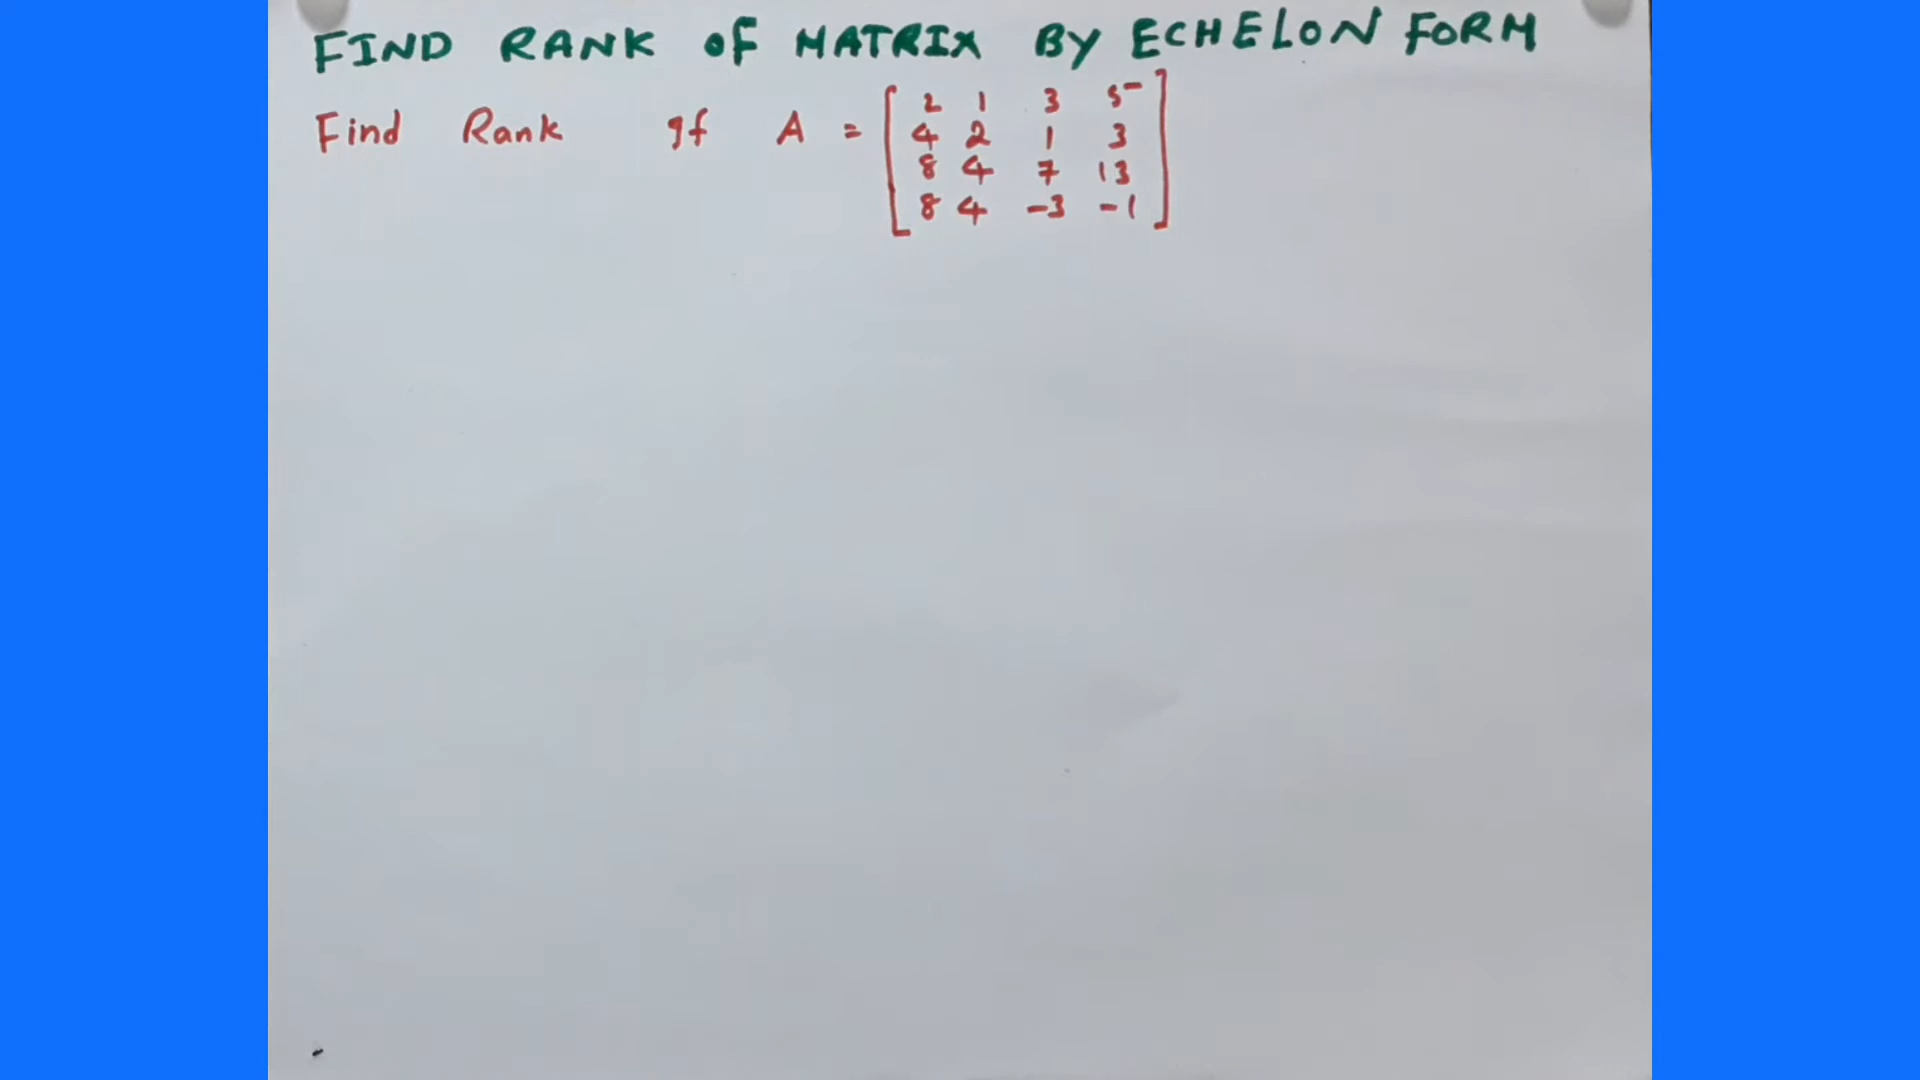 FIND RANK OF MATRIX BY ECHELON FORM
Find Rank If A = [ 2 1 3 5
4 2 1 3
8 4 7 13
8 4 -3 -1 ]